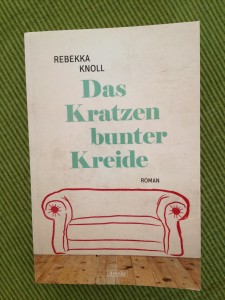 REBEKKA
KNOLL
Das
Kratzen
bunter
Kreide
ROMAN